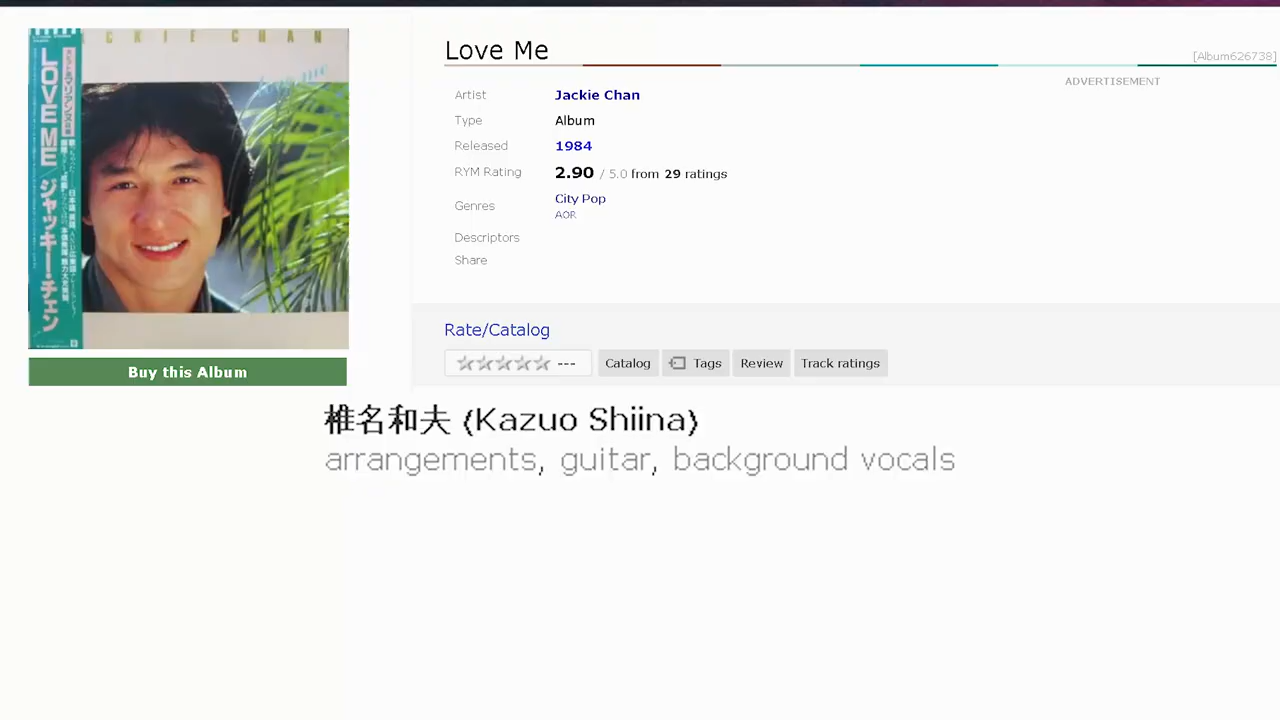 CKIE CHAN
LOVE ME/ジャッキー・チェン
Love Me
[Album626738]
ADVERTISEMENT
Artist Jackie Chan
Type Album
Released 1984
RYM Rating 2.90 / 5.0 from 29 ratings
Genres City Pop
AOR
Descriptors
Share
Rate/Catalog
--- Catalog Tags Review Track ratings
Buy this Album
椎名和夫 (Kazuo Shiina)
arrangements, guitar, background vocals